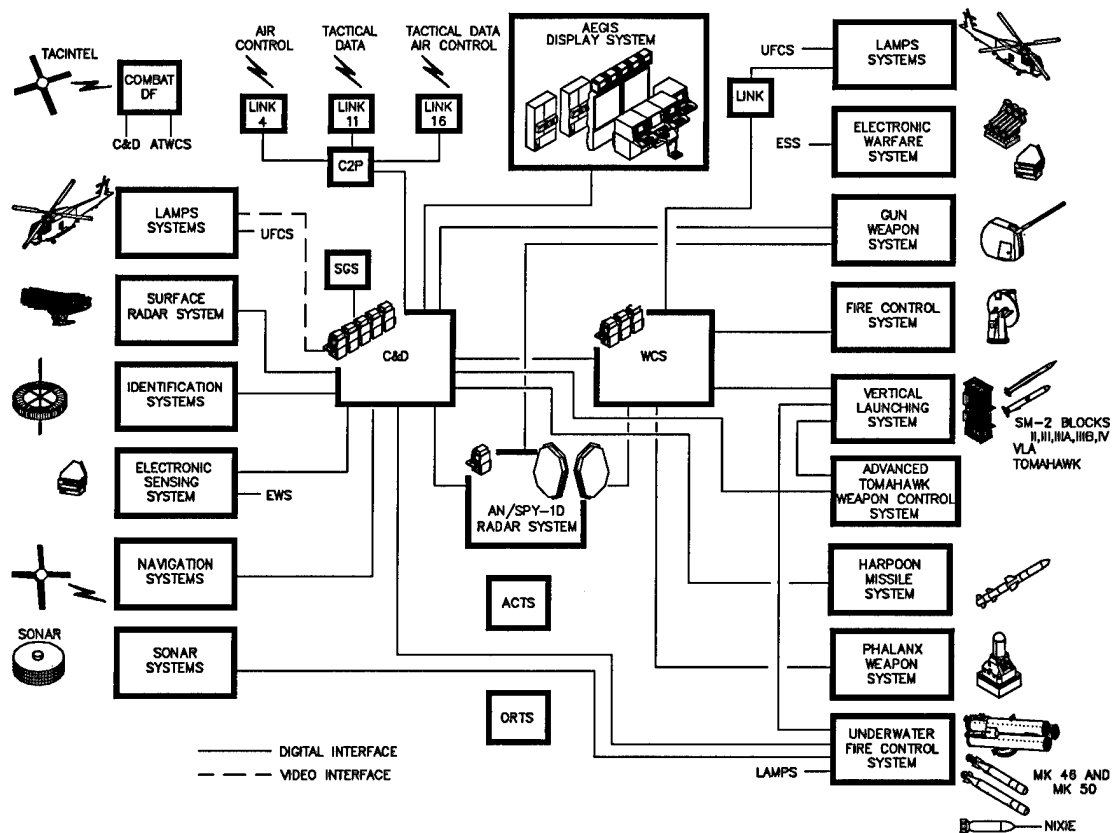 TACINTEL
COMBAT
DF
C&D ATWCS
AIR
CONTROL
LINK
4
TACTICAL
DATA
LINK
11
TACTICAL DATA
AIR CONTROL
LINK
16
C2P
AEGIS
DISPLAY SYSTEM
UFCS
LINK
LAMPS
SYSTEMS
ESS
ELECTRONIC
WARFARE
SYSTEM
GUN
WEAPON
SYSTEM
FIRE CONTROL
SYSTEM
VERTICAL
LAUNCHING
SYSTEM
SM-2 BLOCKS
II,III,IIIA,IIIB,IV
VLA
TOMAHAWK
ADVANCED
TOMAHAWK
WEAPON CONTROL
SYSTEM
HARPOON
MISSILE
SYSTEM
PHALANX
WEAPON
SYSTEM
UNDERWATER
FIRE CONTROL
SYSTEM
LAMPS
MK 46 AND
MK 50
NIXIE
LAMPS
SYSTEMS
UFCS
SGS
SURFACE
RADAR SYSTEM
C&D
WCS
IDENTIFICATION
SYSTEMS
ELECTRONIC
SENSING
SYSTEM
EWS
AN/SPY-1D
RADAR SYSTEM
NAVIGATION
SYSTEMS
ACTS
SONAR
SONAR
SYSTEMS
ORTS
DIGITAL INTERFACE
VIDEO INTERFACE